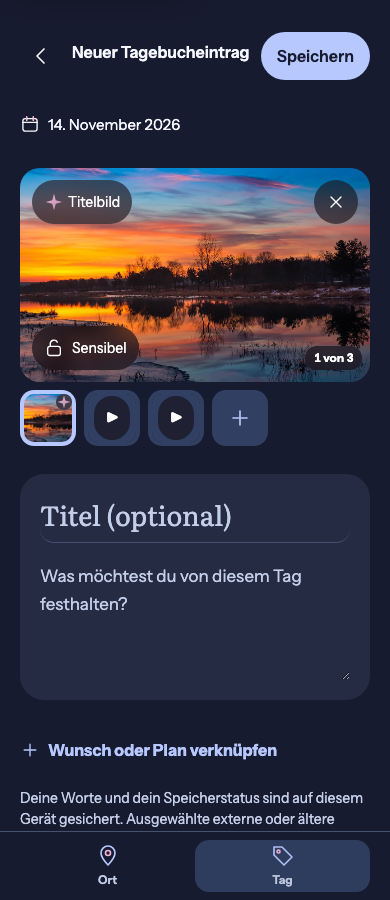 Neuer Tagebucheintrag
Speichern
14. November 2026
Titelbild
Sensibel
1 von 3
Titel (optional)
Was möchtest du von diesem Tag
festhalten?
Wunsch oder Plan verknüpfen
Deine Worte und dein Speicherstatus sind auf diesem
Gerät gesichert. Ausgewählte externe oder ältere
Ort
Tag